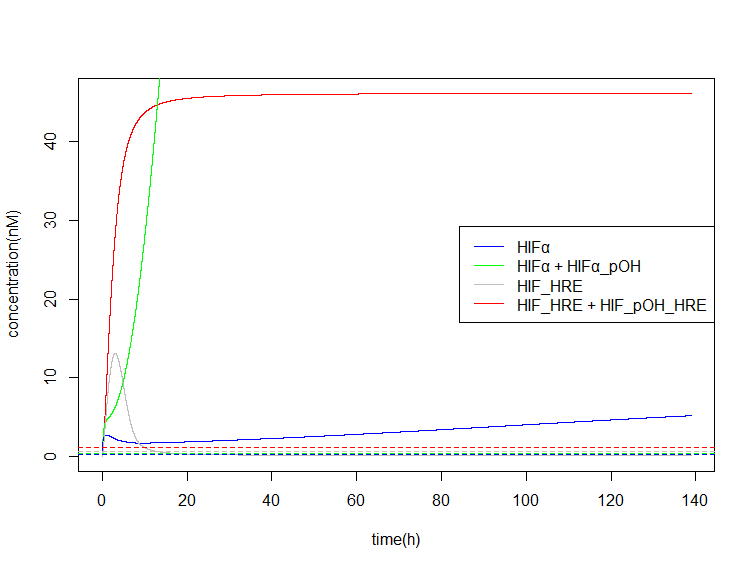 concentration(nM)
40
30
20
10
0
HIFα
HIFα + HIFα_pOH
HIF_HRE
HIF_HRE + HIF_pOH_HRE
0 20 40 60 80 100 120 140
time(h)